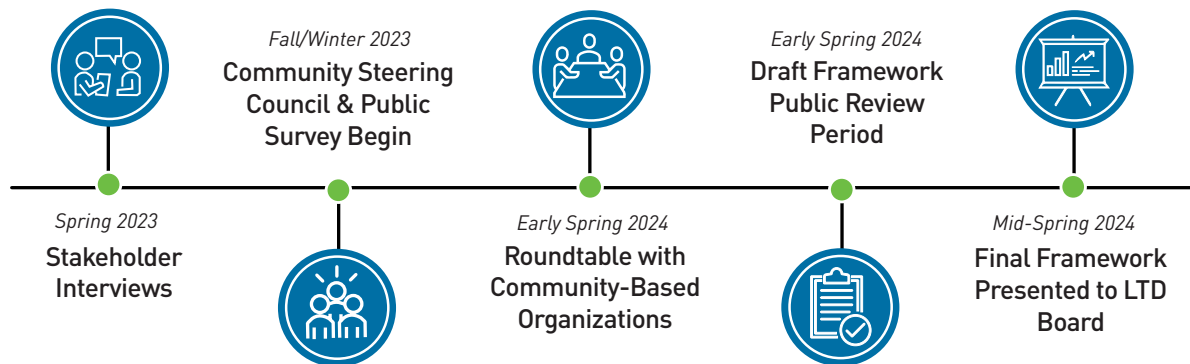 Spring 2023
Stakeholder
Interviews
Fall/Winter 2023
Community Steering
Council & Public
Survey Begin
Early Spring 2024
Roundtable with
Community-Based
Organizations
Early Spring 2024
Draft Framework
Public Review
Period
Mid-Spring 2024
Final Framework
Presented to LTD
Board